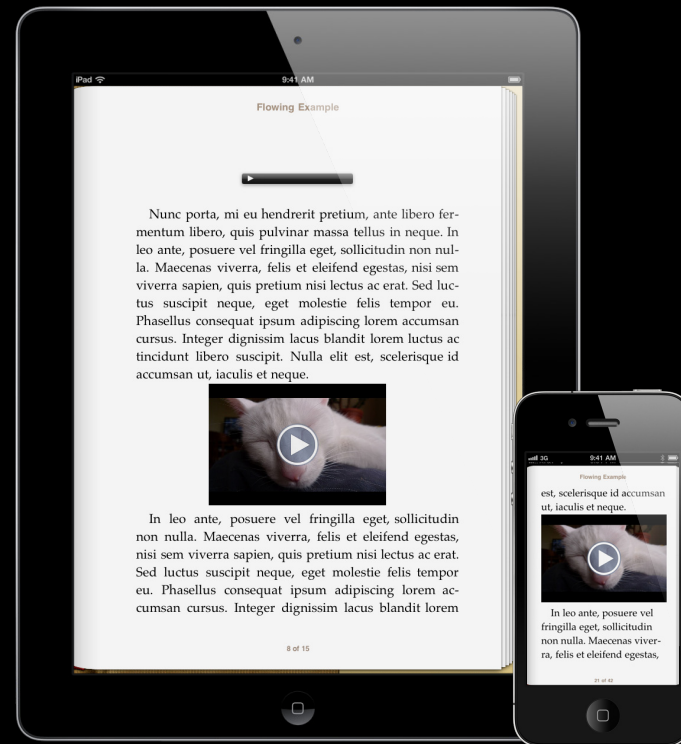 iPad
9:41 AM
Flowing Example
Nunc porta, mi eu hendrerit pretium, ante libero fer-
mentum libero, quis pulvinar massa tellus in neque. In
leo ante, posuere vel fringilla eget, sollicitudin non nul-
la. Maecenas viverra, felis et eleifend egestas, nisi sem
viverra sapien, quis pretium nisi lectus ac erat. Sed luc-
tus suscipit neque, eget molestie felis tempor eu.
Phasellus consequat ipsum adipiscing lorem accumsan
cursus. Integer dignissim lacus blandit lorem luctus ac
tincidunt libero suscipit. Nulla elit est, scelerisque id
accumsan ut, iaculis et neque.
In leo ante, posuere vel fringilla eget, sollicitudin
non nulla. Maecenas viverra, felis et eleifend egestas,
nisi sem viverra sapien, quis pretium nisi lectus ac erat.
Sed luctus suscipit neque, eget molestie felis tempor
eu. Phasellus consequat ipsum adipiscing lorem ac-
cumsan cursus. Integer dignissim lacus blandit lorem
8 of 15
3G
9:41 AM
Flowing Example
est, scelerisque id accumsan
ut, iaculis et neque.
In leo ante, posuere vel
fringilla eget, sollicitudin
non nulla. Maecenas viver-
ra, felis et eleifend egestas,
21 of 42